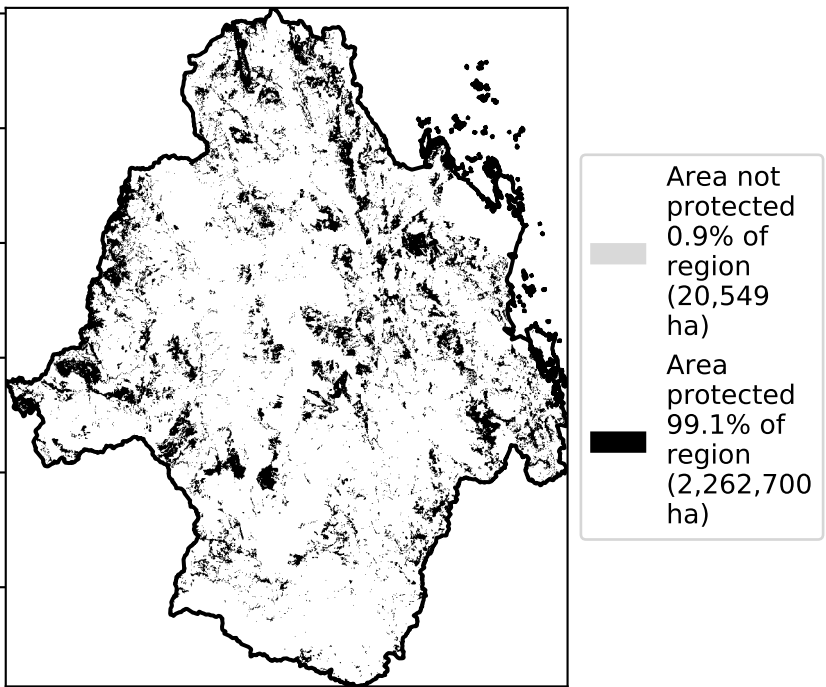 Area not
protected
0.9% of
region
(20,549
ha)
Area
protected
99.1% of
region
(2,262,700
ha)